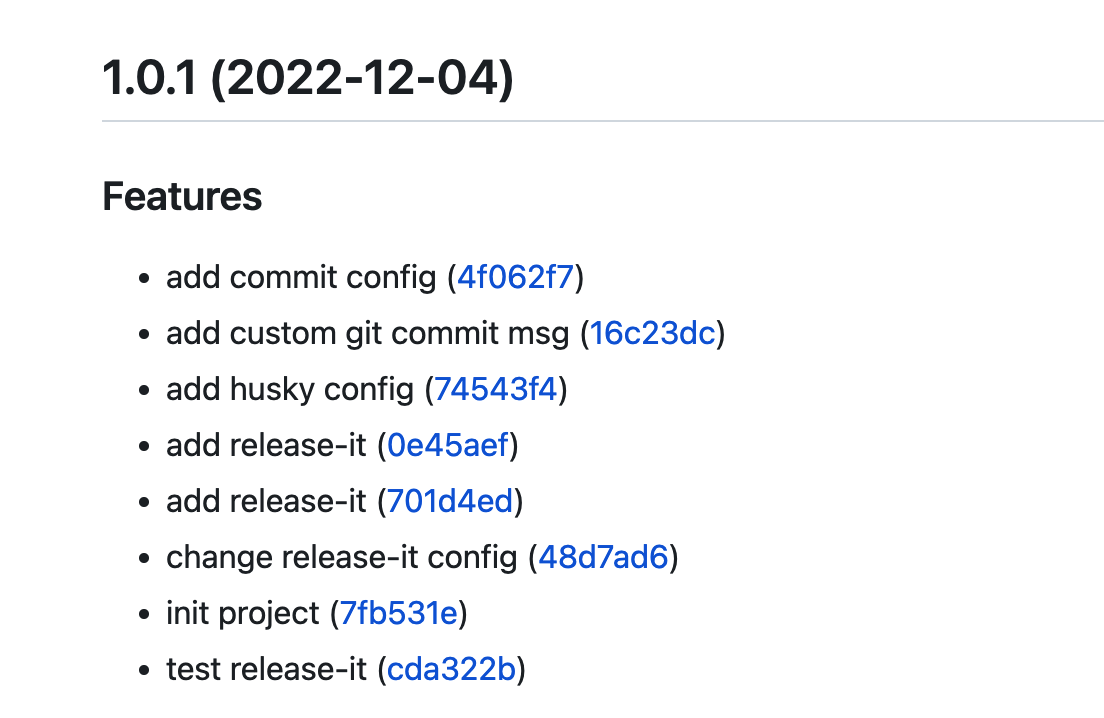 1.0.1 (2022-12-04)
Features
• add commit config (4f062f7)
• add custom git commit msg (16c23dc)
• add husky config (74543f4)
• add release-it (0e45aef)
• add release-it (701d4ed)
• change release-it config (48d7ad6)
• init project (7fb531e)
• test release-it (cda322b)